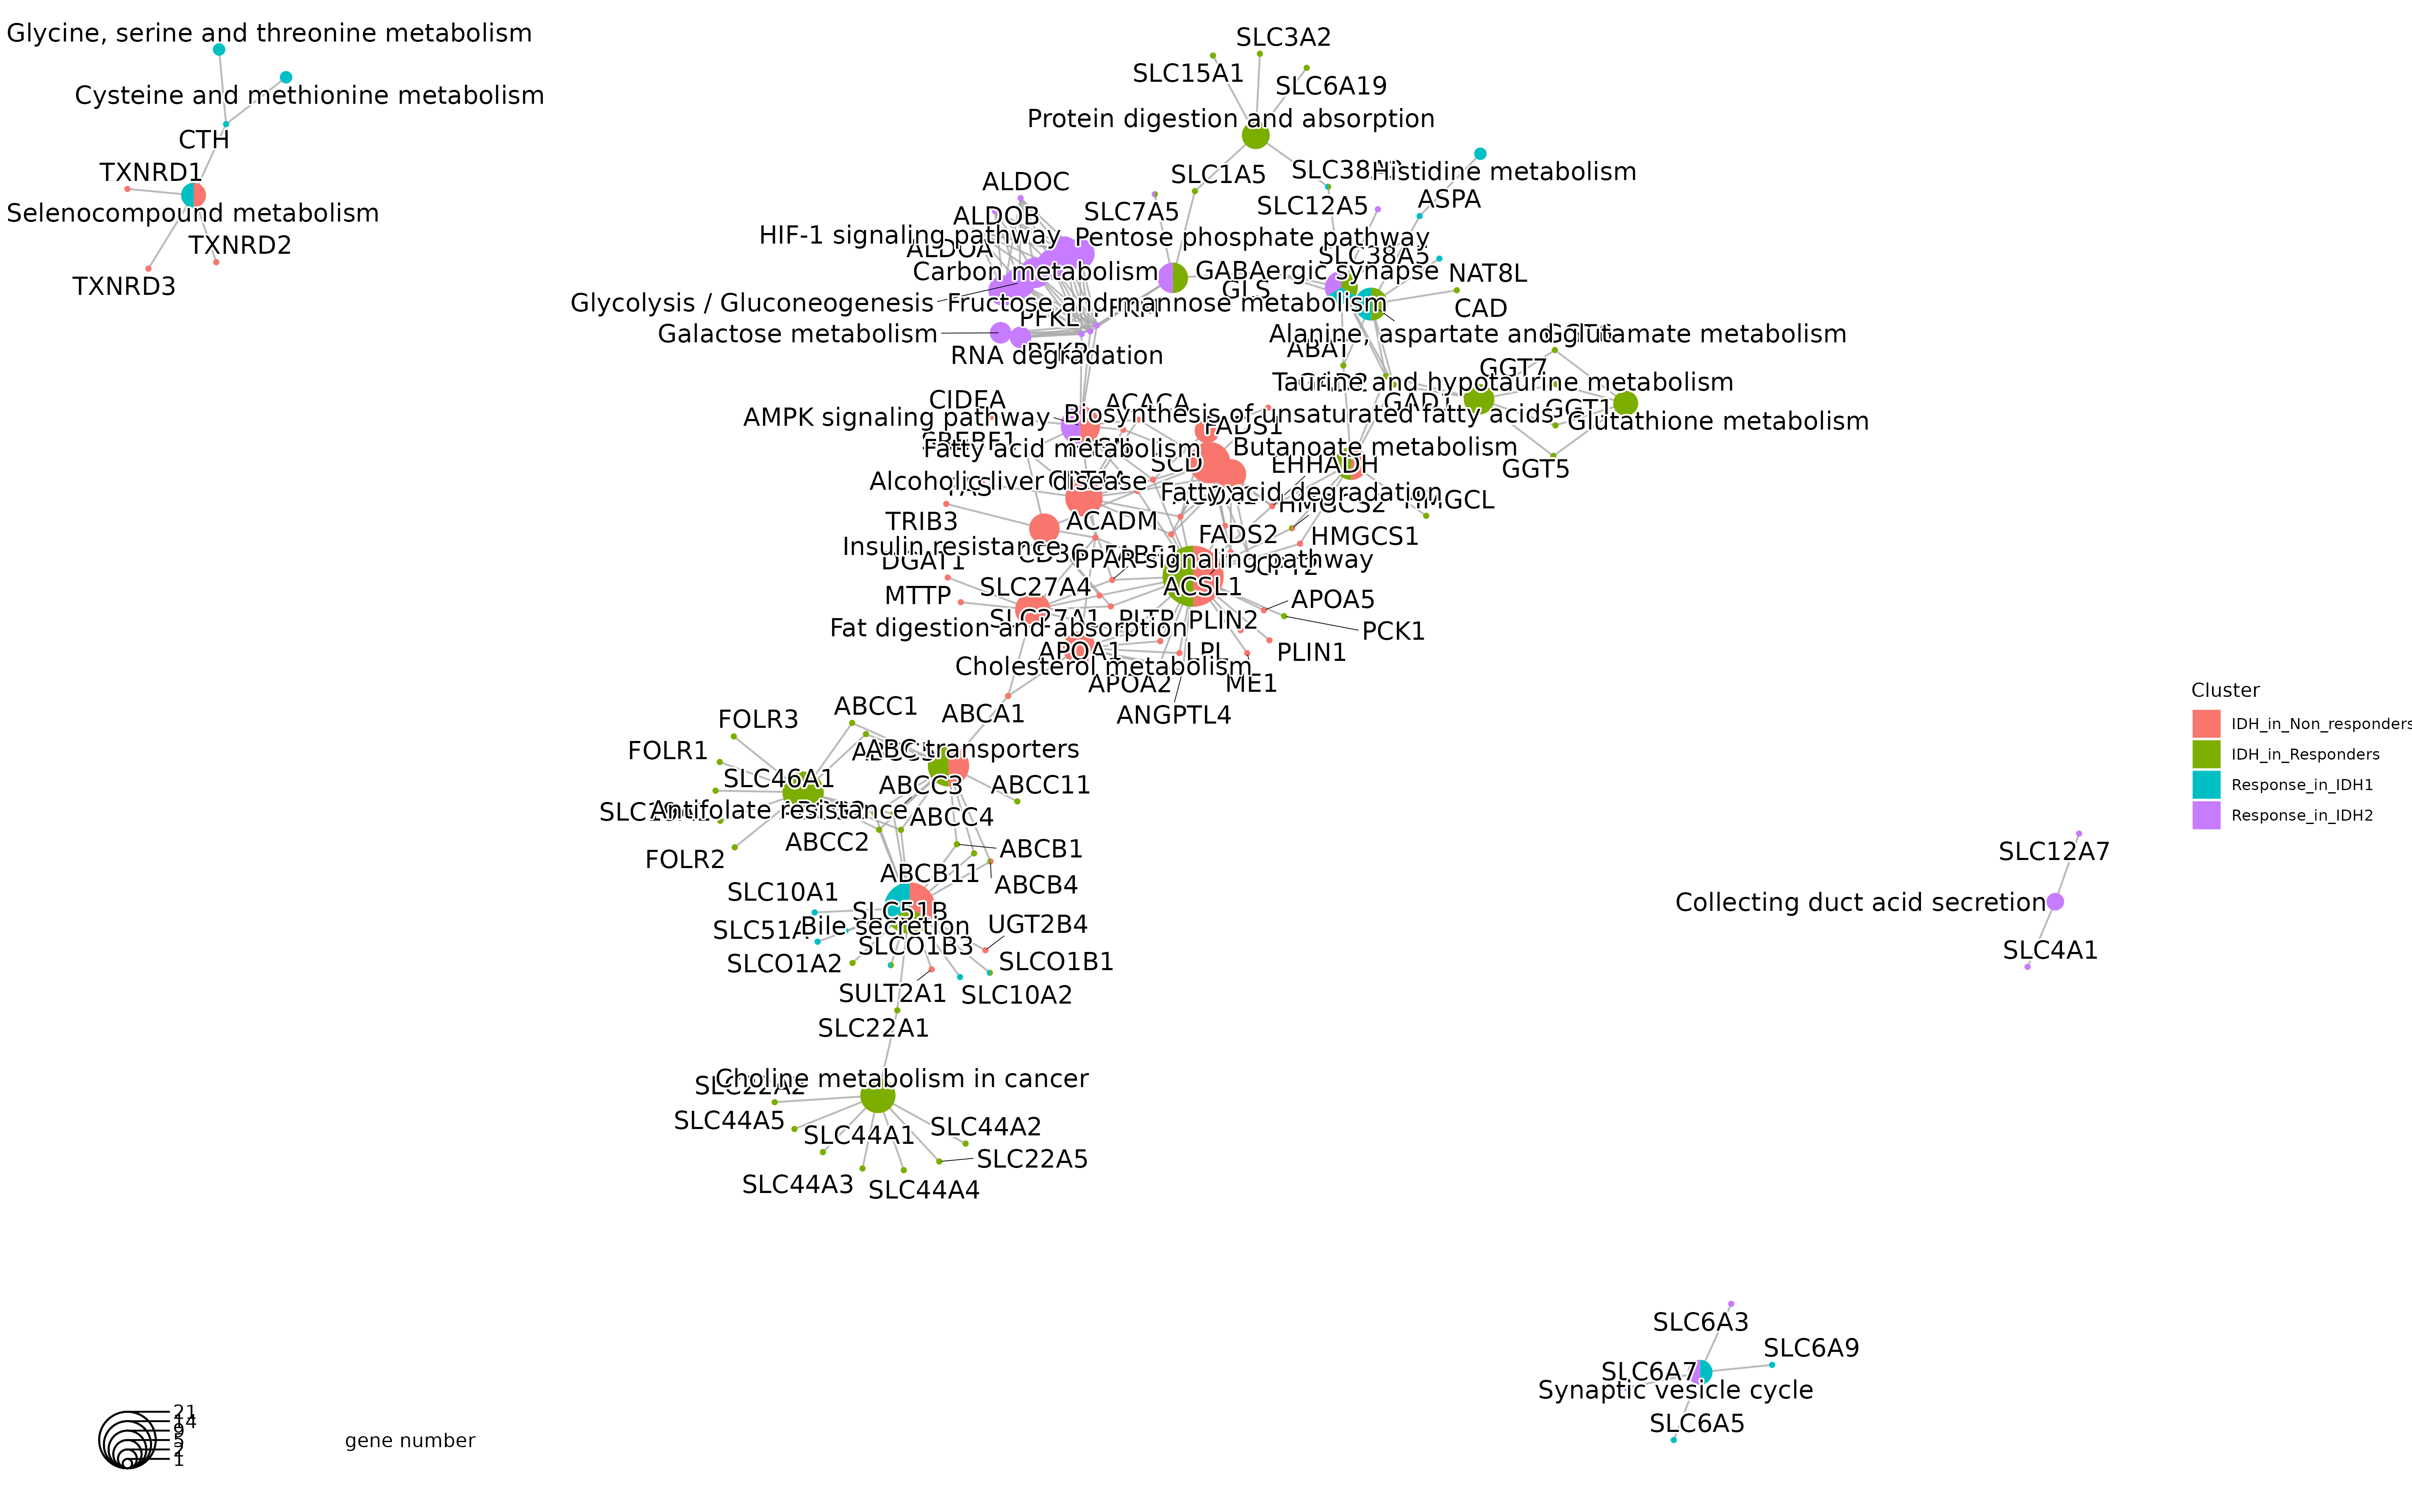 Glycine, serine and threonine metabolism
Cysteine and methionine metabolism
CTH
TXNRD1
Selenocompound metabolism
TXNRD2
TXNRD3
SLC3A2
SLC15A1
SLC6A19
Protein digestion and absorption
SLC1A5
Histidine metabolism
ALDOC
ASPA
ALDOB
SLC7A5
SLC12A5
HIF-1 signaling pathway
Pentose phosphate pathway
ALDOA
SLC38A5
Carbon metabolism
GABAergic synapse
NAT8L
GLS
Glycolysis / Gluconeogenesis
Fructose and mannose metabolism
CAD
PFKL
Galactose metabolism
Alanine, aspartate and glutamate metabolism
RNA degradation
ABAT
GGT7
Taurine and hypotaurine metabolism
CIDEA
ACACA
GAD1
GGT1
AMPK signaling pathway
Biosynthesis of unsaturated fatty acids
Glutathione metabolism
FADS1
SREBF1
Fatty acid metabolism
Butanoate metabolism
SCD
EHHADH
GGT5
Alcoholic liver disease
Fatty acid degradation
HMGCL
HMGCS2
TRIB3
ACADM
FADS2
HMGCS1
Insulin resistance
DGAT1
PPAR signaling pathway
SLC27A4
ACSL1
MTTP
APOA5
SLC27A1
PLTP
PLIN2
PCK1
Fat digestion and absorption
APOA1
LPL
PLIN1
Cholesterol metabolism
APOA2
ME1
ANGPTL4
ABCC1
ABCA1
FOLR3
FOLR1
ABC transporters
SLC46A1
ABCC3
ABCC11
Antifolate resistance
ABCC4
ABCC2
FOLR2
ABCB1
ABCB11
ABCB4
SLC10A1
SLC51B
SLC51A
Bile secretion
UGT2B4
SLCO1B3
SLCO1A2
SLCO1B1
SULT2A1
SLC10A2
SLC22A1
Choline metabolism in cancer
SLC22A2
SLC44A5
SLC44A1
SLC44A2
SLC22A5
SLC44A3
SLC44A4
Cluster
IDH_in_Non_responders
IDH_in_Responders
Response_in_IDH1
Response_in_IDH2
SLC12A7
Collecting duct acid secretion
SLC4A1
SLC6A3
SLC6A9
SLC6A7
Synaptic vesicle cycle
SLC6A5
21
14
9
5
2
1
gene number